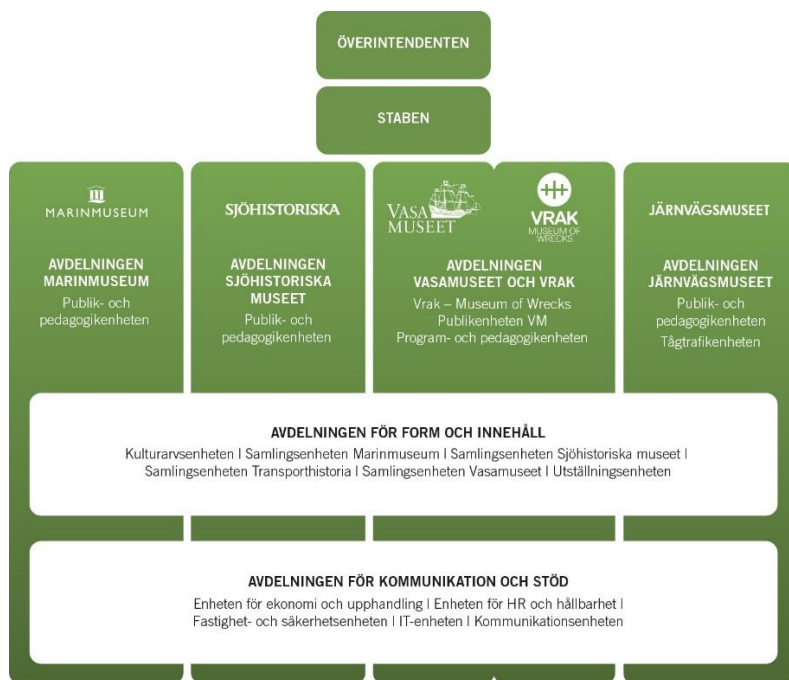 ÖVERINTENDENTEN
STABEN
MARINMUSEUM
AVDELNINGEN
MARINMUSEUM
Publik- och
pedagogikenheten
SJÖHISTORISKA
AVDELNINGEN
SJÖHISTORISKA
MUSEET
Publik- och
pedagogikenheten
VASA
MUSEET
VRAK
MUSEUM OF
WRECKS
AVDELNINGEN
VASAMUSEET OCH VRAK
Vrak – Museum of Wrecks
Publikenheten VM
Program- och pedagogikenheten
JÄRNVÄGSMUSEET
AVDELNINGEN
JÄRNVÄGSMUSEET
Publik- och
pedagogikenheten
Tågtrafikenheten
AVDELNINGEN FÖR FORM OCH INNEHÅLL
Kulturarvsenheten | Samlingsenheten Marinmuseum | Samlingsenheten Sjöhistoriska museet |
Samlingsenheten Transporthistoria | Samlingsenheten Vasamuseet | Utställningsenheten
AVDELNINGEN FÖR KOMMUNIKATION OCH STÖD
Enheten för ekonomi och upphandling | Enheten för HR och hållbarhet |
Fastighet- och säkerhetsenheten | IT-enheten | Kommunikationsenheten